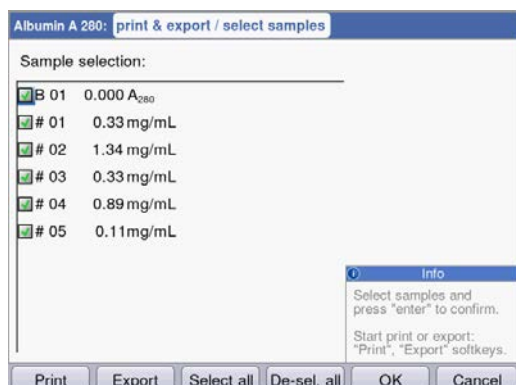 Albumin A 280: print & export / select samples
Sample selection:
B 01 0.000 A₂₈₀
# 01 0.33 mg/mL
# 02 1.34 mg/mL
# 03 0.33 mg/mL
# 04 0.89 mg/mL
# 05 0.11mg/mL
Info
Select samples and
press "enter" to confirm.
Start print or export:
"Print", "Export" softkeys.
Print Export Select all De-sel. all OK Cancel